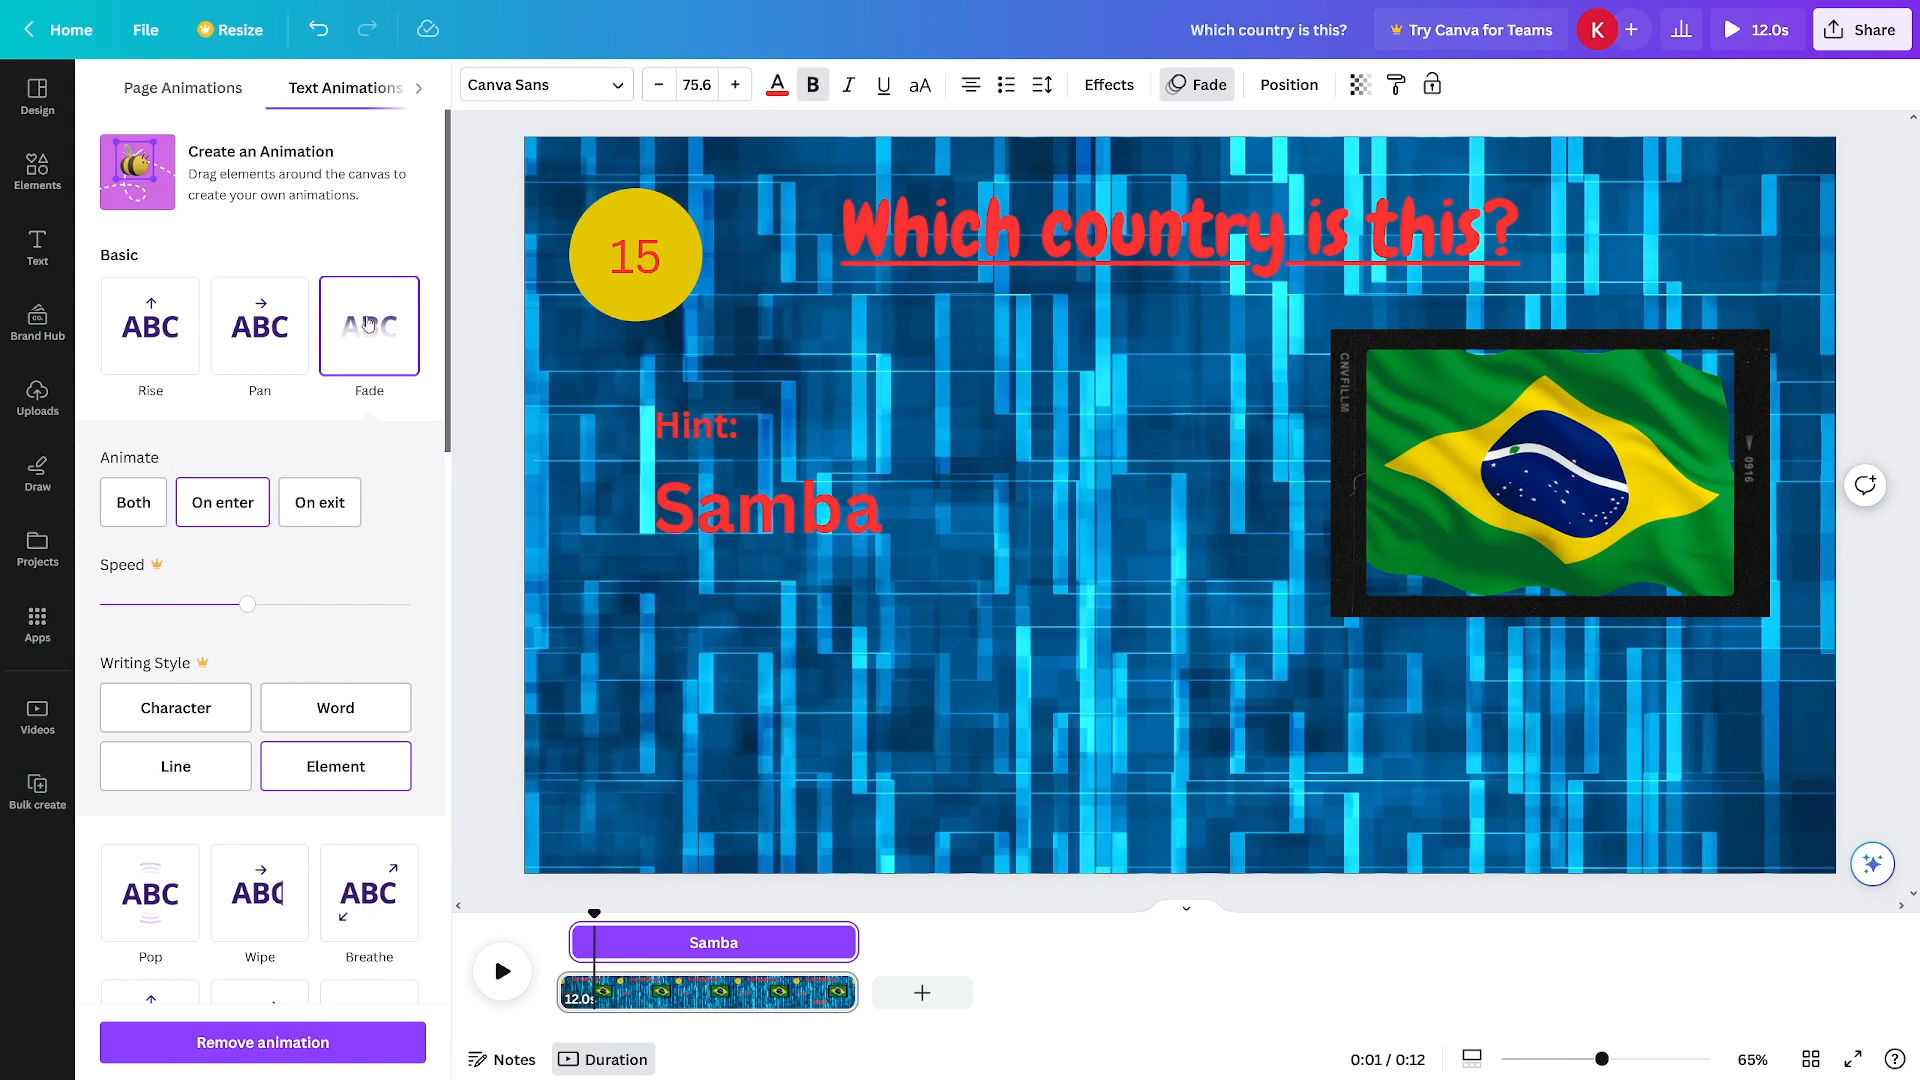 Home
File
Resize
Which country is this?
Try Canva for Teams
K
12.0s
Share
Design
Elements
Text
Brand Hub
Uploads
Draw
Projects
Apps
Videos
Bulk create
Page Animations
Text Animations
Create an Animation
Drag elements around the canvas to
create your own animations.
Basic
ABC
ABC
ABC
Rise
Pan
Fade
Animate
Both
On enter
On exit
Speed
Writing Style
Character
Word
Line
Element
ABC
ABC
ABC
Pop
Wipe
Breathe
Remove animation
Canva Sans
75.6
A
B
I
U
aA
Effects
Fade
Position
15
Which country is this?
Hint:
Samba
CNVFILLM
0916
Samba
12.0s
Notes
Duration
0:01 / 0:12
65%